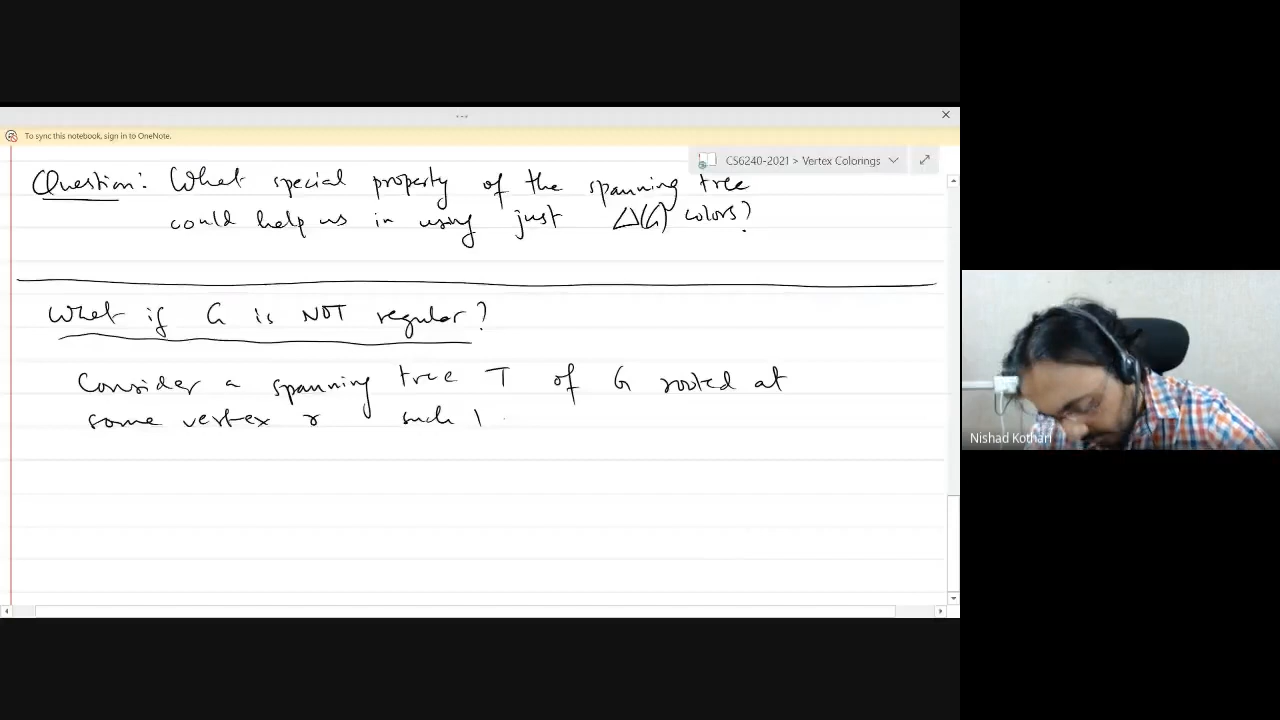 To sync this notebook, sign in to OneNote.
CS6240-2021 > Vertex Colorings
Question: What special property of the spanning tree
could help us in using just Δ(G) colors?
What if G is NOT regular?
Consider a spanning tree T of G rooted at
some vertex r such
Nishad Kothari